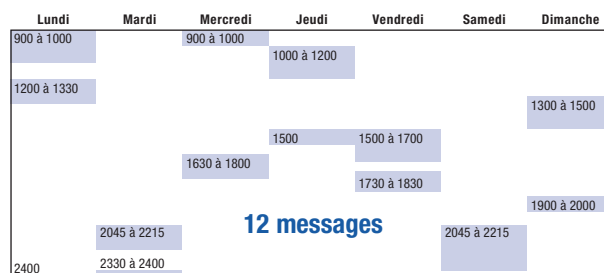 Lundi Mardi Mercredi Jeudi Vendredi Samedi Dimanche
900 à 1000 900 à 1000
1000 à 1200
1200 à 1330
1300 à 1500
1500 1500 à 1700
1630 à 1800
1730 à 1830
1900 à 2000
12 messages
2045 à 2215 2045 à 2215
2330 à 2400
2400